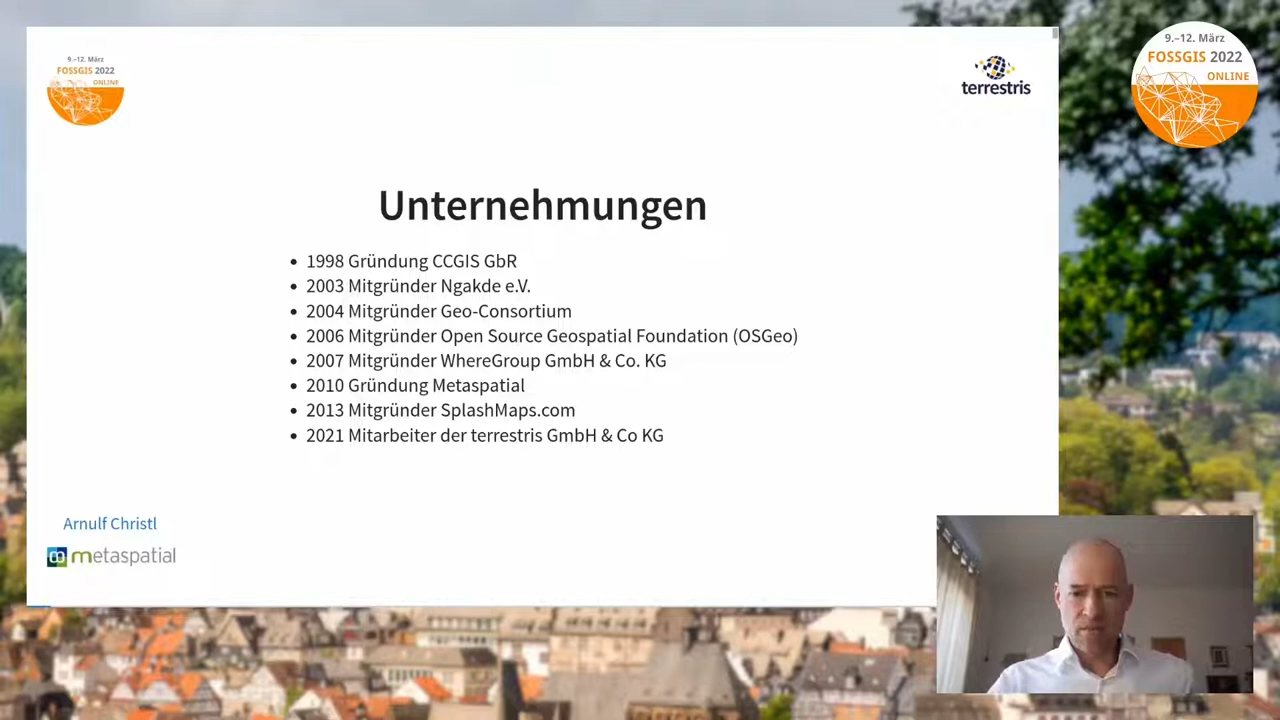 9.–12. März
FOSSGIS 2022
ONLINE
terrestris
9.–12. März
FOSSGIS 2022
ONLINE
Unternehmungen
• 1998 Gründung CCGIS GbR
• 2003 Mitgründer Ngakde e.V.
• 2004 Mitgründer Geo-Consortium
• 2006 Mitgründer Open Source Geospatial Foundation (OSGeo)
• 2007 Mitgründer WhereGroup GmbH & Co. KG
• 2010 Gründung Metaspatial
• 2013 Mitgründer SplashMaps.com
• 2021 Mitarbeiter der terrestris GmbH & Co KG
Arnulf Christl
metaspatial